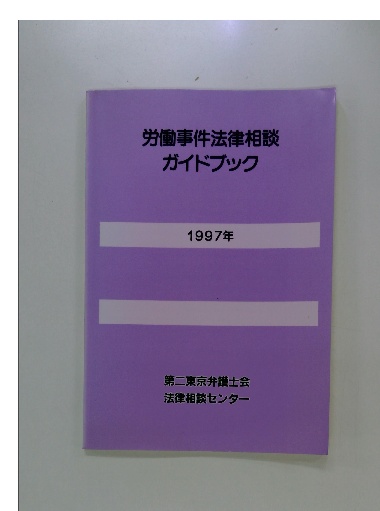 労働事件法律相談
ガイドブック
1997年
第二東京弁護士会
法律相談センター